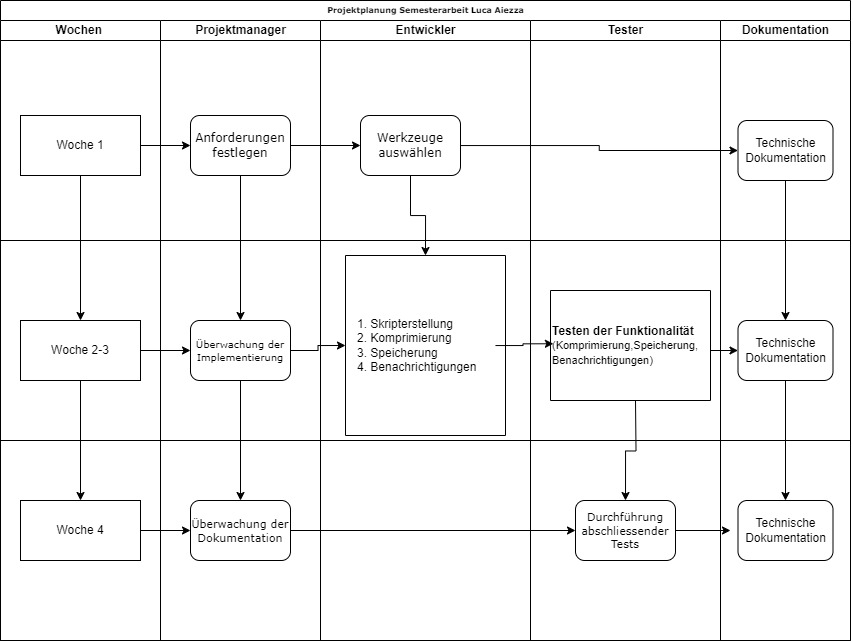 Projektplanung Semesterarbeit Luca Aiezza
Wochen
Projektmanager
Entwickler
Tester
Dokumentation
Woche 1
Anforderungen
festlegen
Werkzeuge
auswählen
Technische
Dokumentation
Woche 2-3
Überwachung der
Implementierung
1. Skripterstellung
2. Komprimierung
3. Speicherung
4. Benachrichtigungen
Testen der Funktionalität
(Komprimierung,Speicherung,
Benachrichtigungen)
Technische
Dokumentation
Woche 4
Überwachung der
Dokumentation
Durchführung
abschliessender
Tests
Technische
Dokumentation